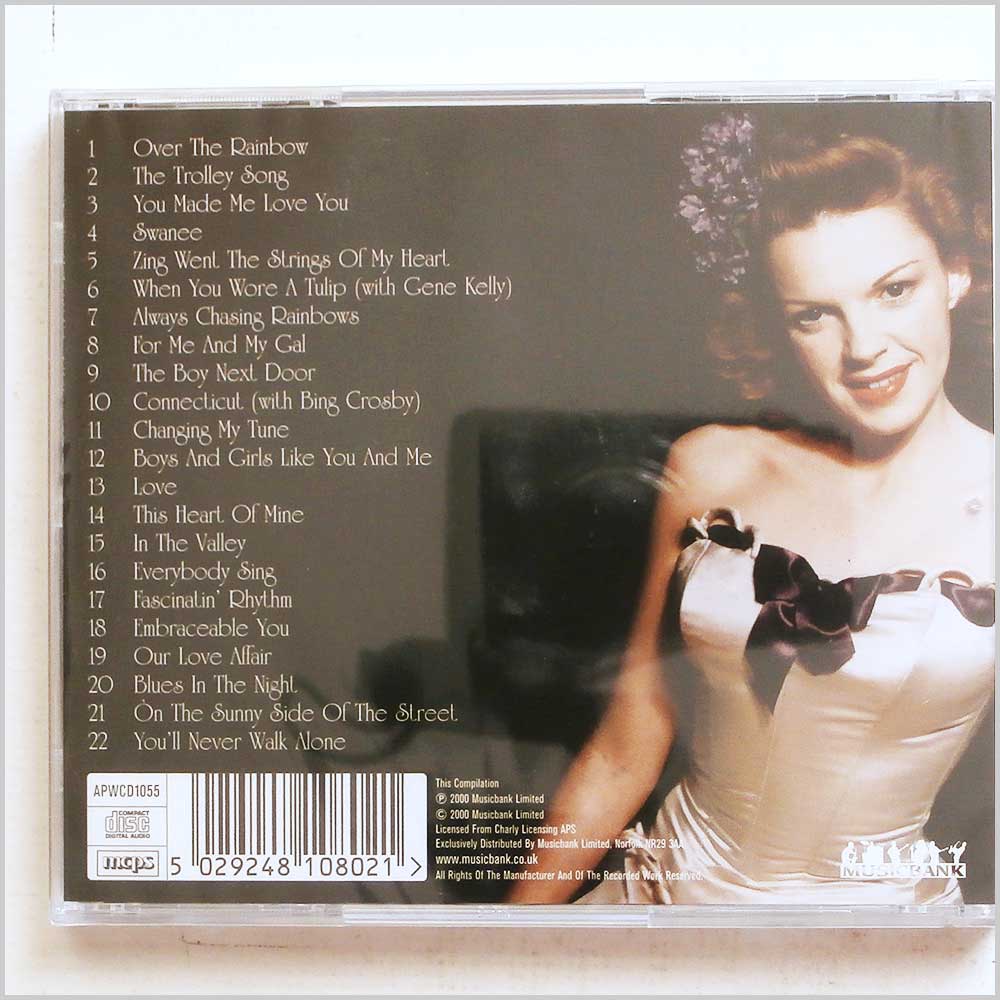 1 Over The Rainbow
2 The Trolley Song
3 You Made Me Love You
4 Swanee
5 Zing Went The Strings Of My Heart
6 When You Wore A Tulip (with Gene Kelly)
7 Always Chasing Rainbows
8 For Me And My Gal
9 The Boy Next Door
10 Connecticut (with Bing Crosby)
11 Changing My Tune
12 Boys And Girls Like You And Me
13 Love
14 This Heart Of Mine
15 In The Valley
16 Everybody Sing
17 Fascinatin' Rhythm
18 Embraceable You
19 Our Love Affair
20 Blues In The Night
21 On The Sunny Side Of The Street
22 You'll Never Walk Alone
APWCD1055
COMPACT
disc
DIGITAL AUDIO
mcps
5 029248 108021 >
This Compilation
℗ 2000 Musicbank Limited
© 2000 Musicbank Limited
Licensed From Charly Licensing APS
Exclusively Distributed By Musicbank Limited, Norfolk NR29 3AA
www.musicbank.co.uk
All Rights Of The Manufacturer And Of The Recorded Work Reserved.
MUSICBANK